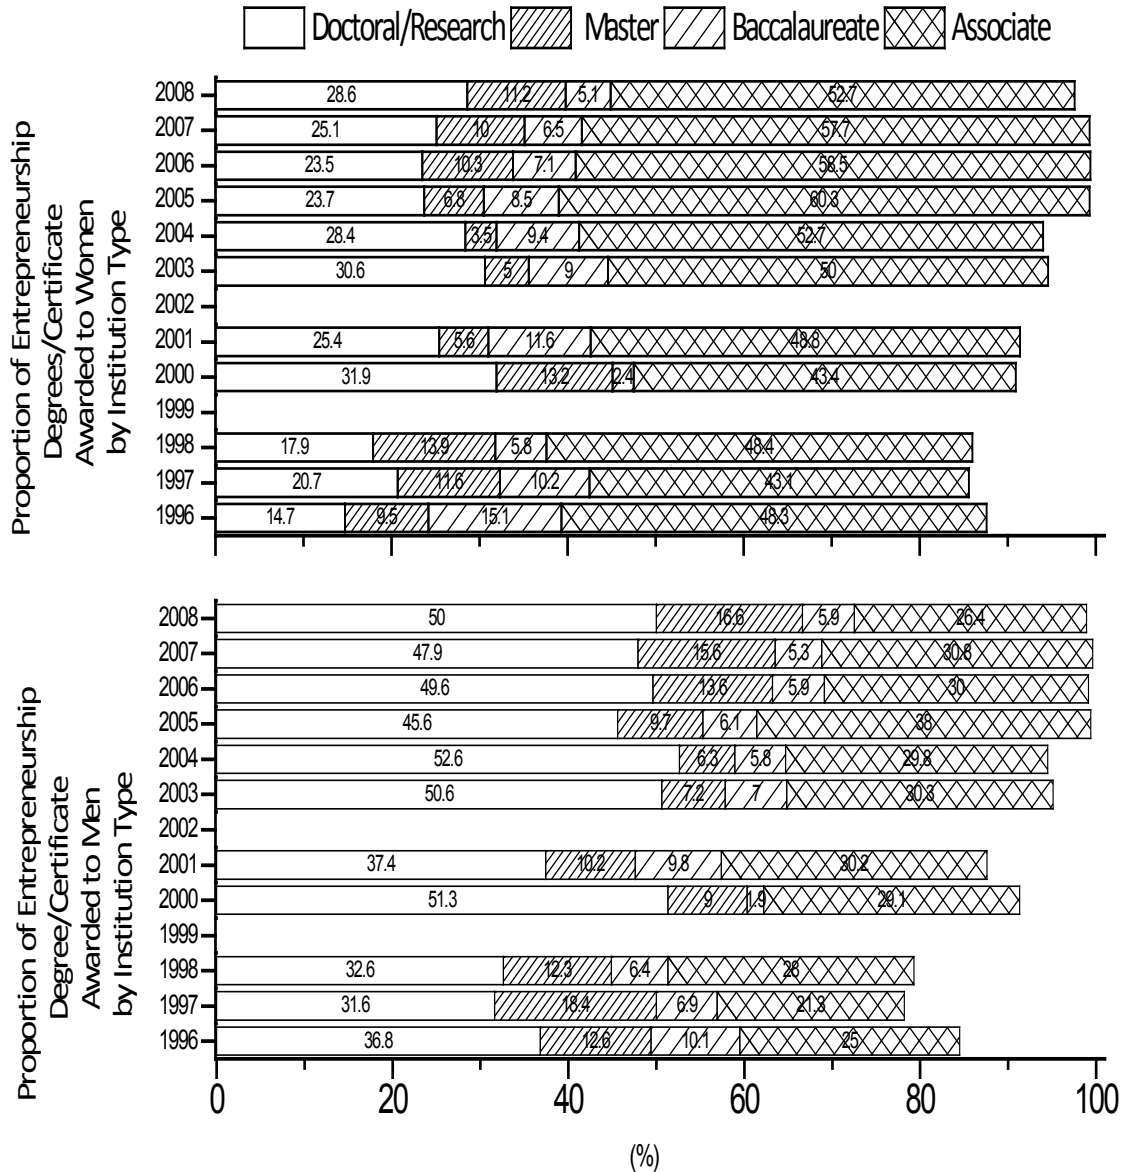 Doctoral/Research Master Baccalaureate Associate
Proportion of Entrepreneurship
Degrees/Certificate
Awarded to Women
by Institution Type
2008 28.6 11.2 5.1 52.7
2007 25.1 10 6.5 57.7
2006 23.5 10.3 7.1 58.5
2005 23.7 6.8 8.5 60.3
2004 28.4 3.5 9.4 52.7
2003 30.6 5 9 50
2002
2001 25.4 5.6 11.6 48.8
2000 31.9 13.2 2.4 43.4
1999
1998 17.9 13.9 5.8 48.4
1997 20.7 11.6 10.2 43.1
1996 14.7 9.5 15.1 48.3
Proportion of Entrepreneurship
Degree/Certificate
Awarded to Men
by Institution Type
2008 50 16.6 5.9 26.4
2007 47.9 15.6 5.3 30.8
2006 49.6 13.6 5.9 30
2005 45.6 9.7 6.1 38
2004 52.6 6.3 5.8 29.8
2003 50.6 7.2 7 30.3
2002
2001 37.4 10.2 9.8 30.2
2000 51.3 9 1.9 29.1
1999
1998 32.6 12.3 6.4 28
1997 31.6 18.4 6.9 21.3
1996 36.8 12.6 10.1 25
0 20 40 60 80 100
(%)